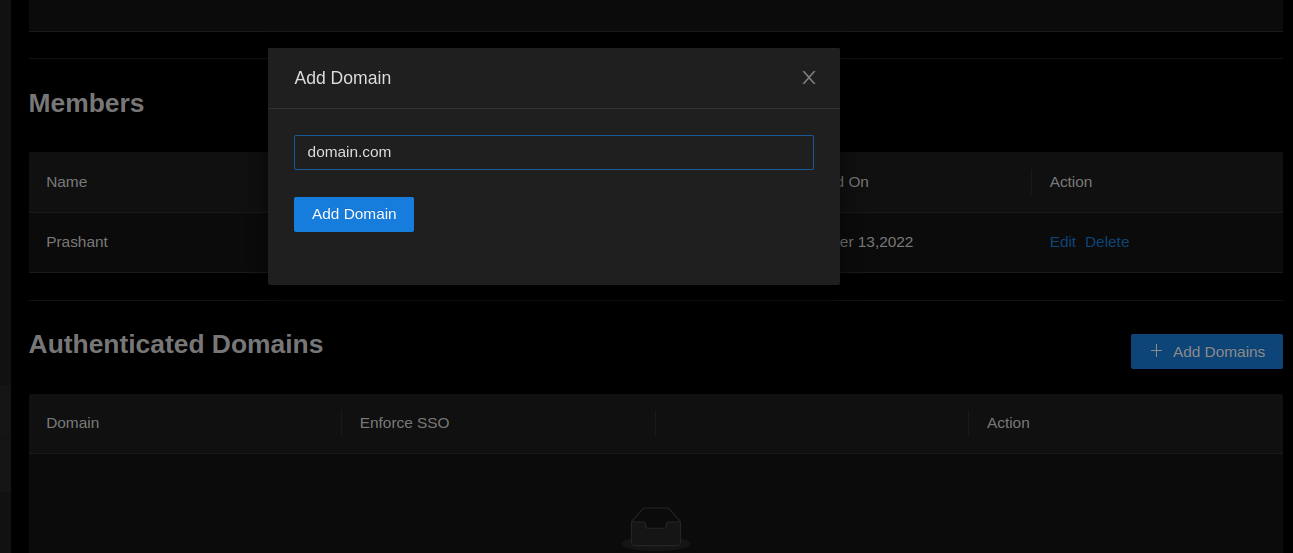 Add Domain
Members
domain.com
Name
On
Action
Add Domain
Prashant
13,2022
Edit Delete
Authenticated Domains
Add Domains
Domain
Enforce SSO
Action